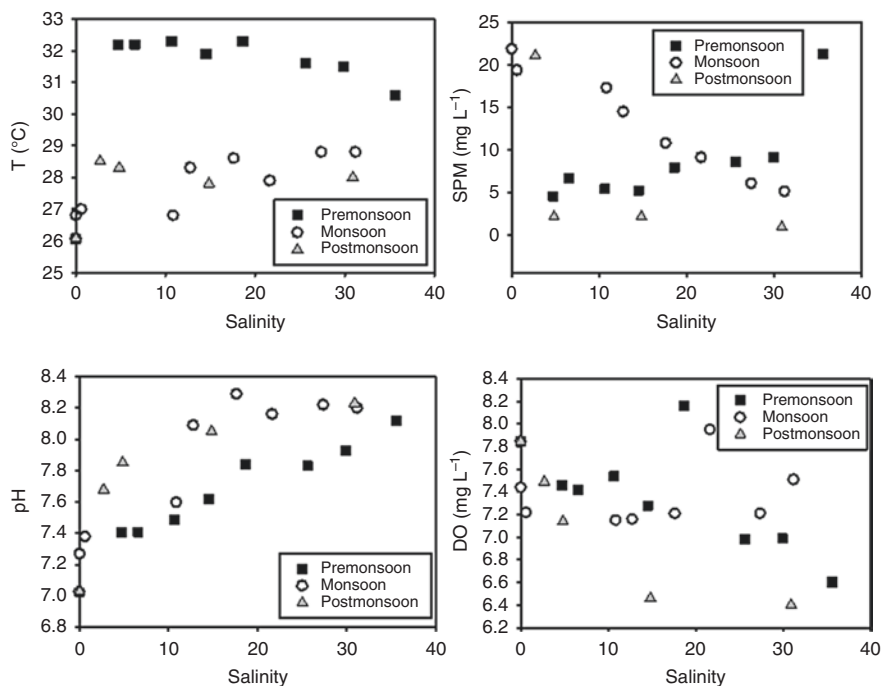 T (°C)
33
32
31
30
29
28
27
26
25
0 10 20 30 40
Salinity
Premonsoon
Monsoon
Postmonsoon
SPM (mg L⁻¹)
25
20
15
10
5
0
0 10 20 30 40
Salinity
Premonsoon
Monsoon
Postmonsoon
pH
8.4
8.2
8.0
7.8
7.6
7.4
7.2
7.0
6.8
0 10 20 30 40
Salinity
Premonsoon
Monsoon
Postmonsoon
DO (mg L⁻¹)
8.4
8.2
8.0
7.8
7.6
7.4
7.2
7.0
6.8
6.6
6.4
6.2
0 10 20 30 40
Salinity
Premonsoon
Monsoon
Postmonsoon